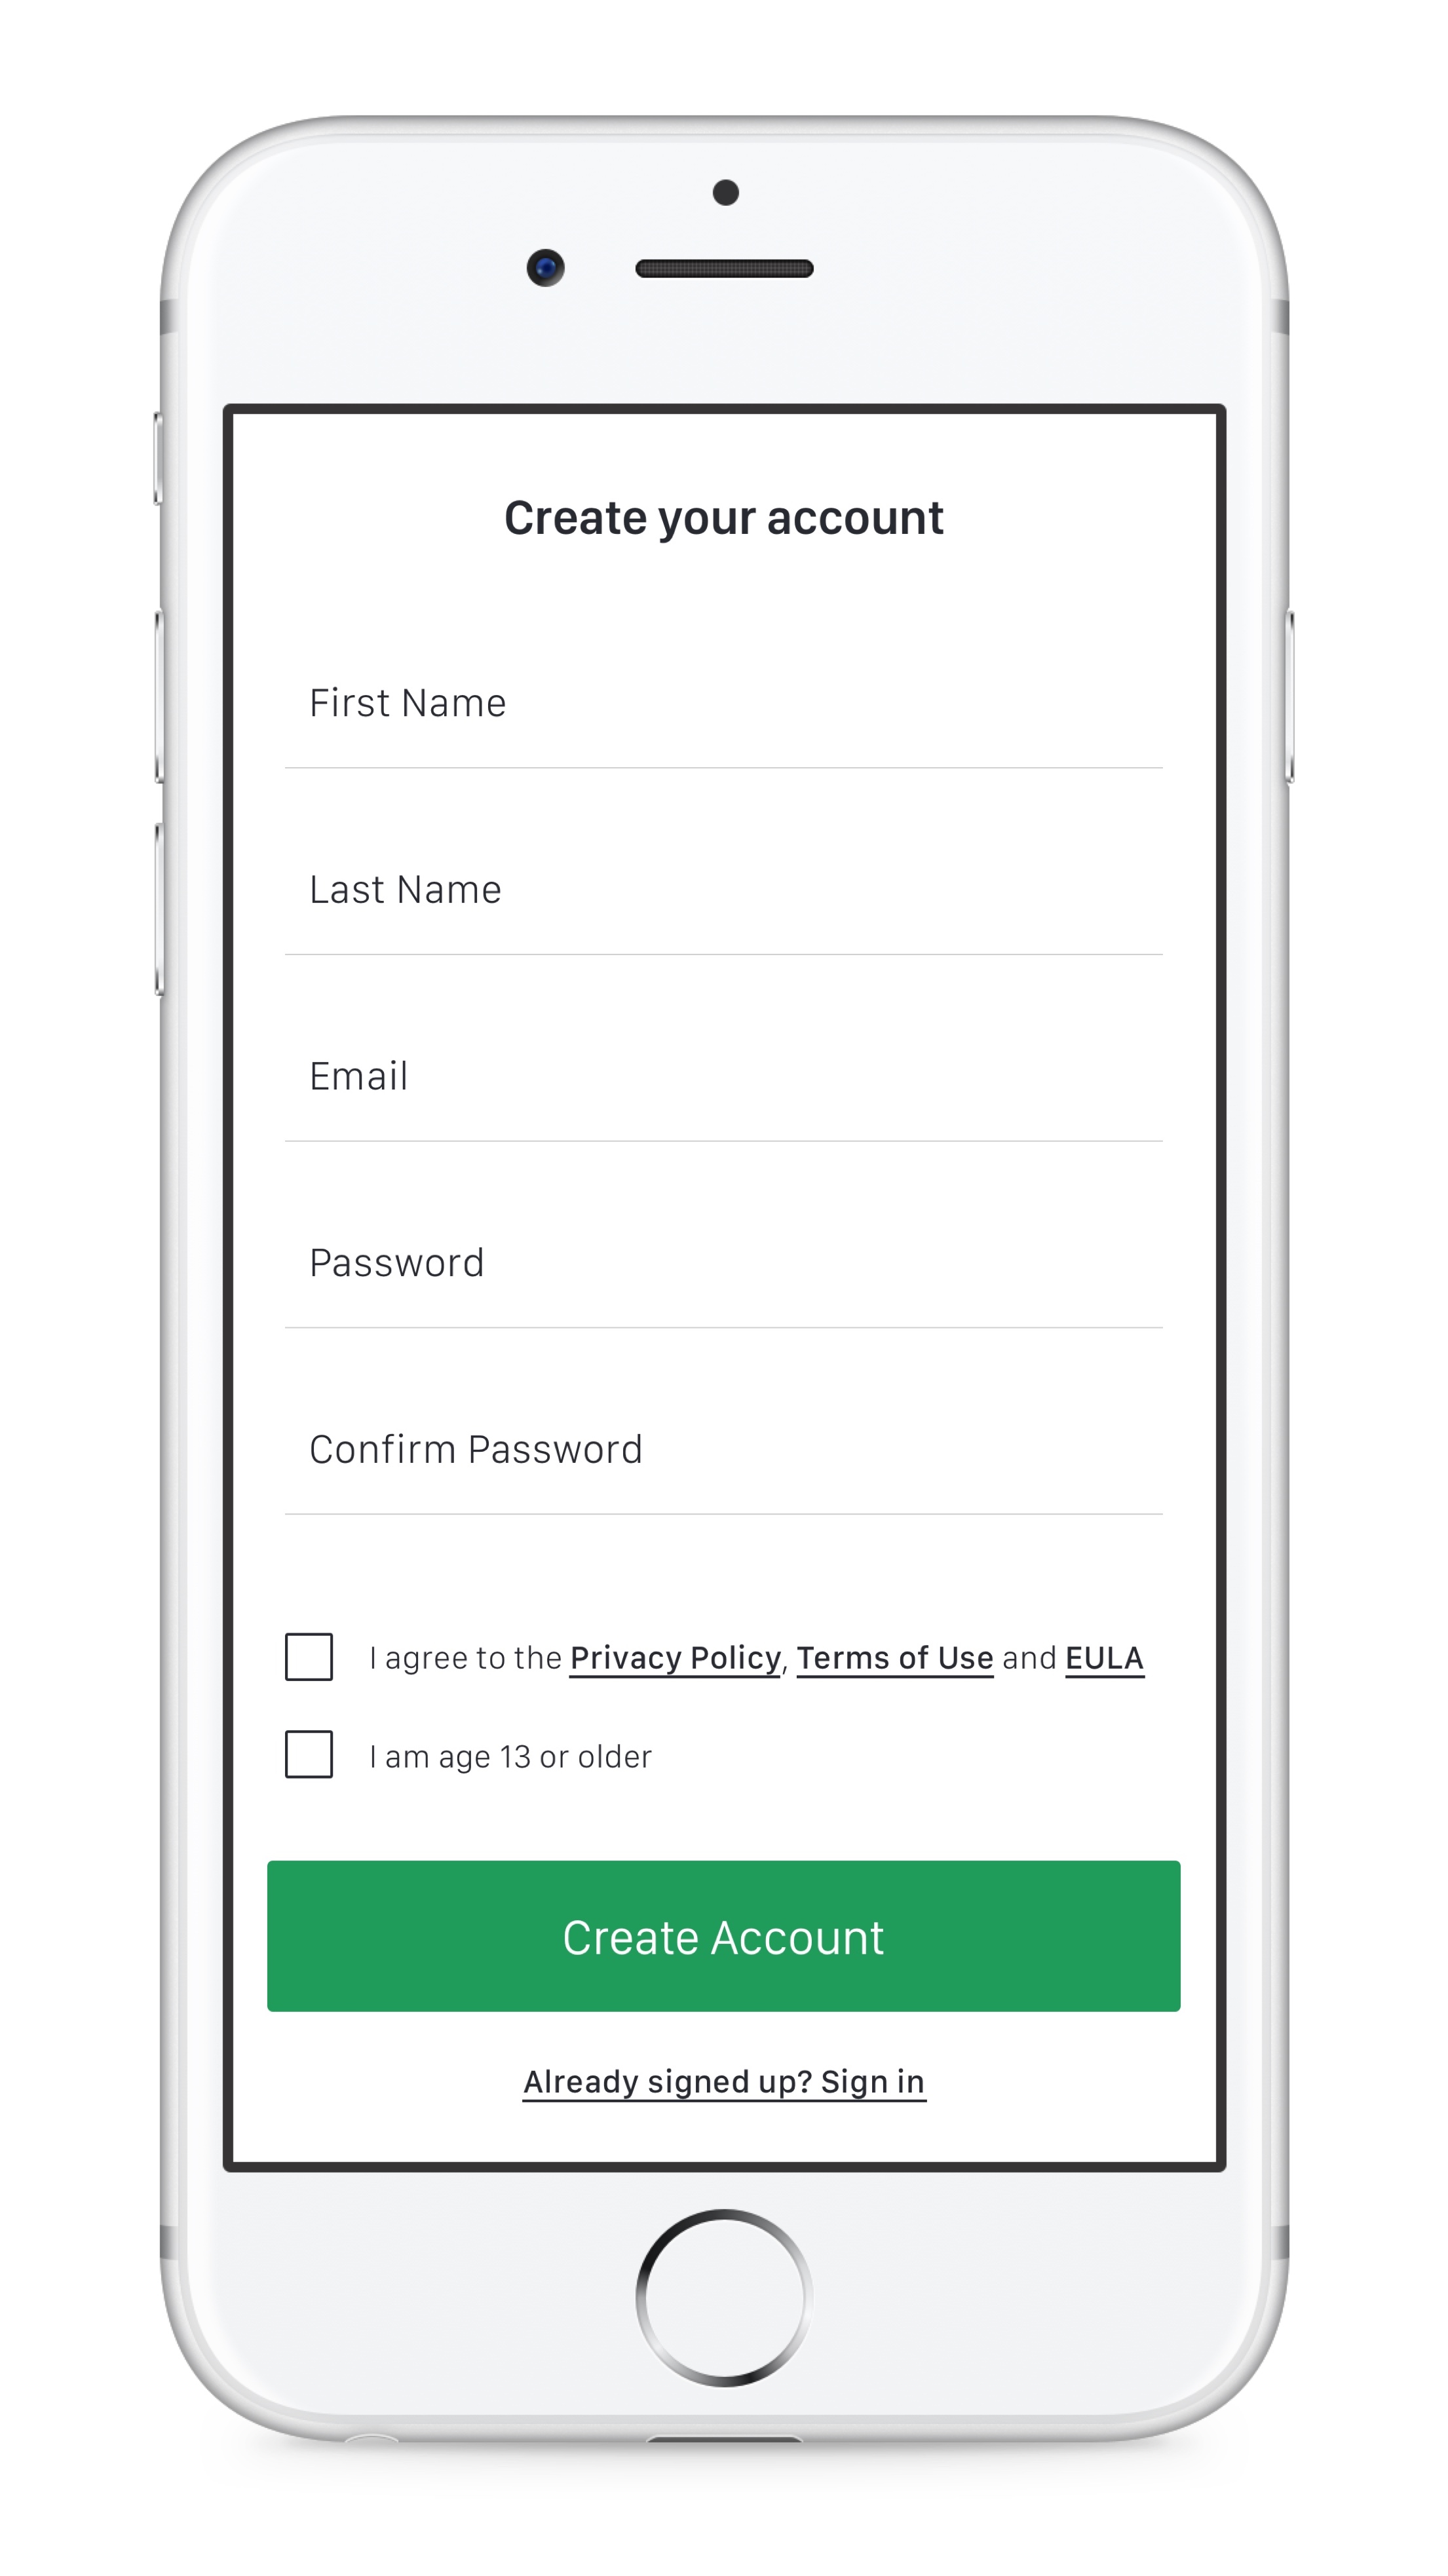 Create your account
First Name
Last Name
Email
Password
Confirm Password
I agree to the Privacy Policy, Terms of Use and EULA
I am age 13 or older
Create Account
Already signed up? Sign in